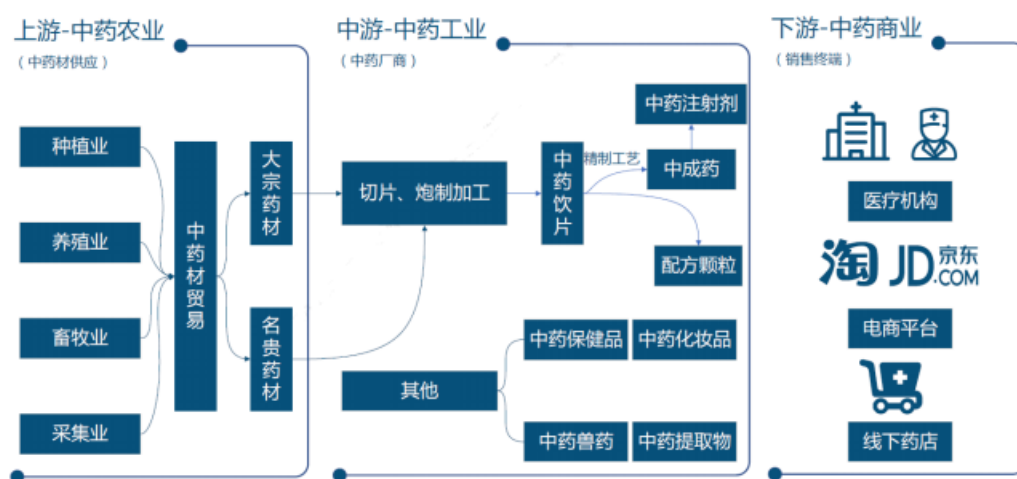 上游-中药农业
（中药材供应）
种植业
养殖业
畜牧业
采集业
中药材贸易
大宗药材
名贵药材
中游-中药工业
（中药厂商）
切片、炮制加工
中药饮片
精制工艺
中药注射剂
中成药
配方颗粒
其他
中药保健品
中药化妆品
中药兽药
中药提取物
下游-中药商业
（销售终端）
医疗机构
淘
JD京东
.COM
电商平台
线下药店